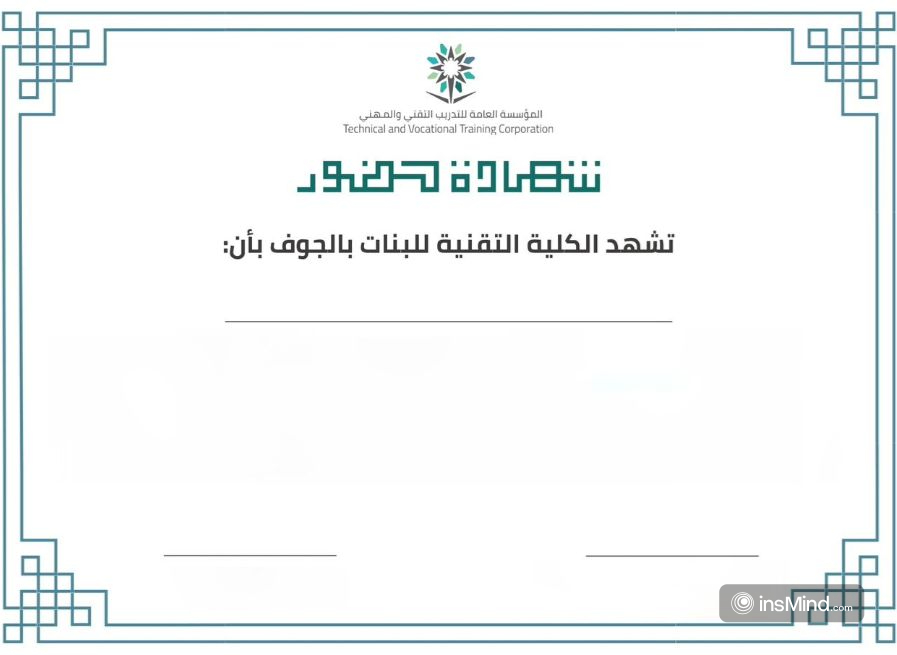 المؤسسة العامة للتدريب التقني والمهني
Technical and Vocational Training Corporation
شهادة حضور
تشهد الكلية التقنية للبنات بالجوف بأن:
insMind.com